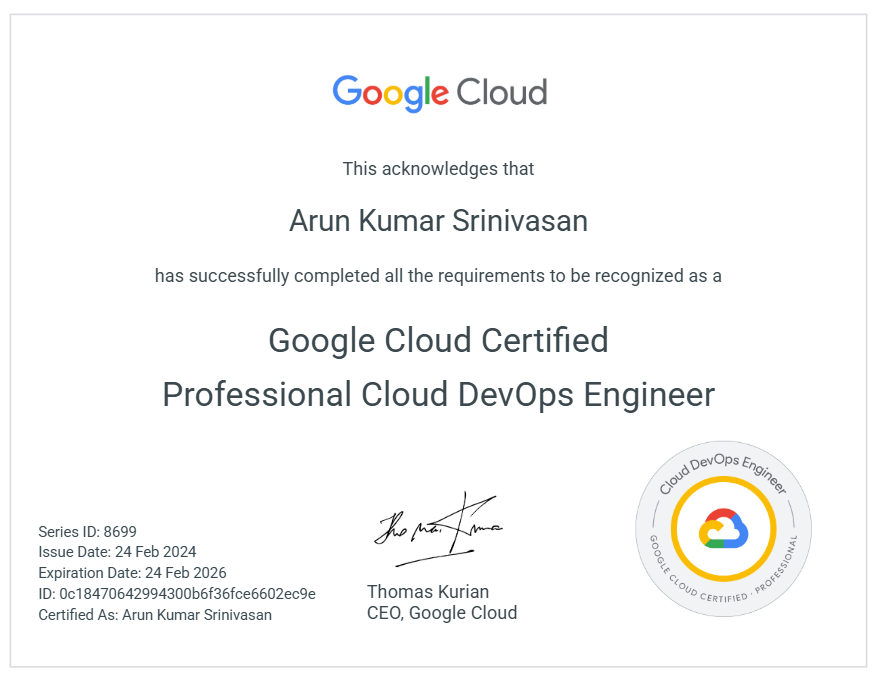 Google Cloud
This acknowledges that
Arun Kumar Srinivasan
has successfully completed all the requirements to be recognized as a
Google Cloud Certified
Professional Cloud DevOps Engineer
Series ID: 8699
Issue Date: 24 Feb 2024
Expiration Date: 24 Feb 2026
ID: 0c18470642994300b6f36fce6602ec9e
Certified As: Arun Kumar Srinivasan
Thomas Kurian
CEO, Google Cloud
Cloud DevOps Engineer
GOOGLE CLOUD CERTIFIED · PROFESSIONAL